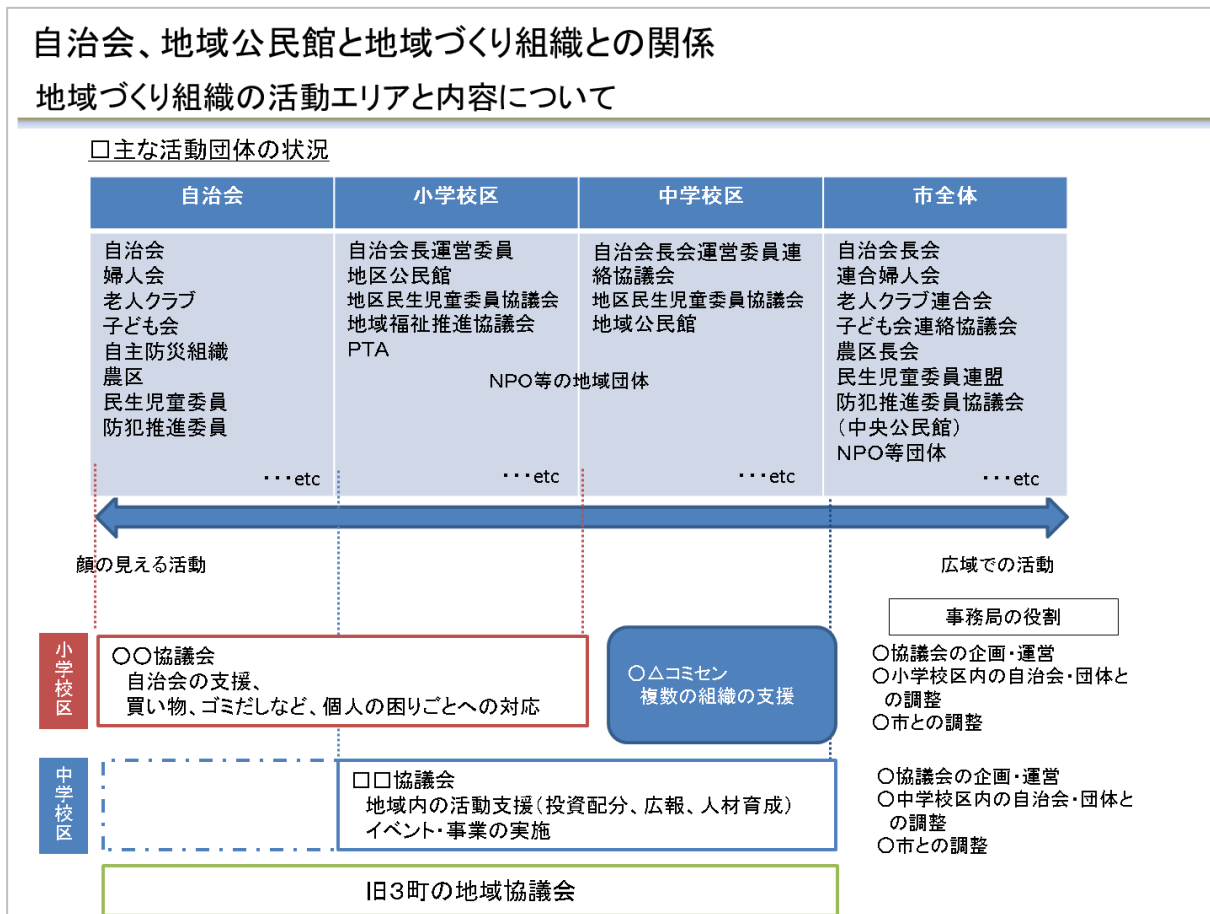 自治会、地域公民館と地域づくり組織との関係
地域づくり組織の活動エリアと内容について
□主な活動団体の状況
自治会
小学校区
中学校区
市全体
自治会
婦人会
老人クラブ
子ども会
自主防災組織
農区
民生児童委員
防犯推進委員
・・・etc
自治会長運営委員
地区公民館
地区民生児童委員協議会
地域福祉推進協議会
PTA
・・・etc
NPO等の地域団体
自治会長会運営委員連
絡協議会
地区民生児童委員協議会
地域公民館
・・・etc
自治会長会
連合婦人会
老人クラブ連合会
子ども会連絡協議会
農区長会
民生児童委員連盟
防犯推進委員協議会
(中央公民館)
NPO等団体
・・・etc
顔の見える活動
広域での活動
事務局の役割
小学校区
〇〇協議会
自治会の支援、
買い物、ゴミだしなど、個人の困りごとへの対応
〇△コミセン
複数の組織の支援
〇協議会の企画・運営
〇小学校区内の自治会・団体と
の調整
〇市との調整
中学校区
□□協議会
地域内の活動支援(投資配分、広報、人材育成)
イベント・事業の実施
〇協議会の企画・運営
〇中学校区内の自治会・団体と
の調整
〇市との調整
旧3町の地域協議会